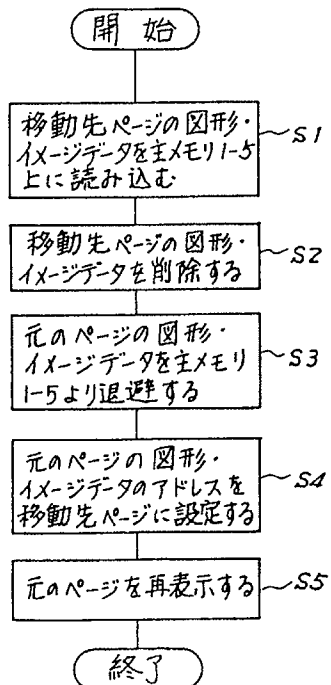 開始
移動先ページの図形・
イメージデータを主メモリ1-5
上に読み込む
S1
移動先ページの図形・
イメージデータを削除する
S2
元のページの図形・
イメージデータを主メモリ
1-5より退避する
S3
元のページの図形・
イメージデータのアドレスを
移動先ページに設定する
S4
元のページを再表示する
S5
終了